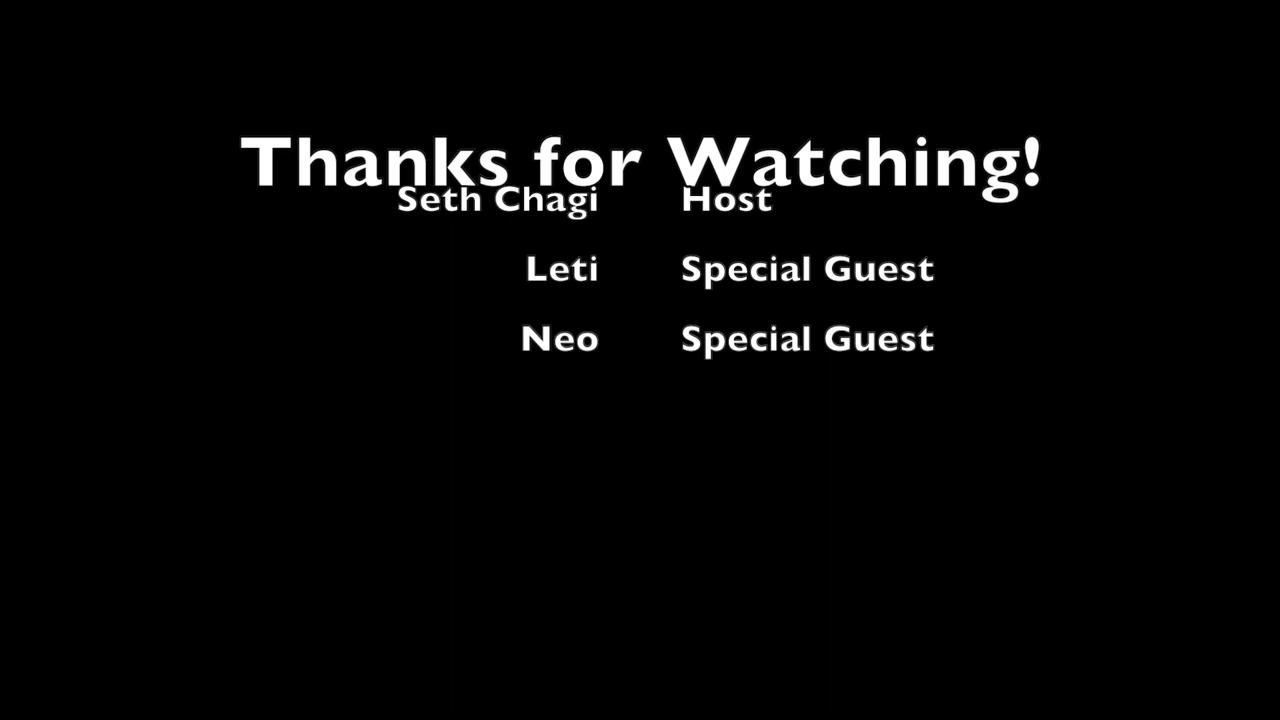 Thanks for Watching!
Seth Chagi Host
Leti Special Guest
Neo Special Guest